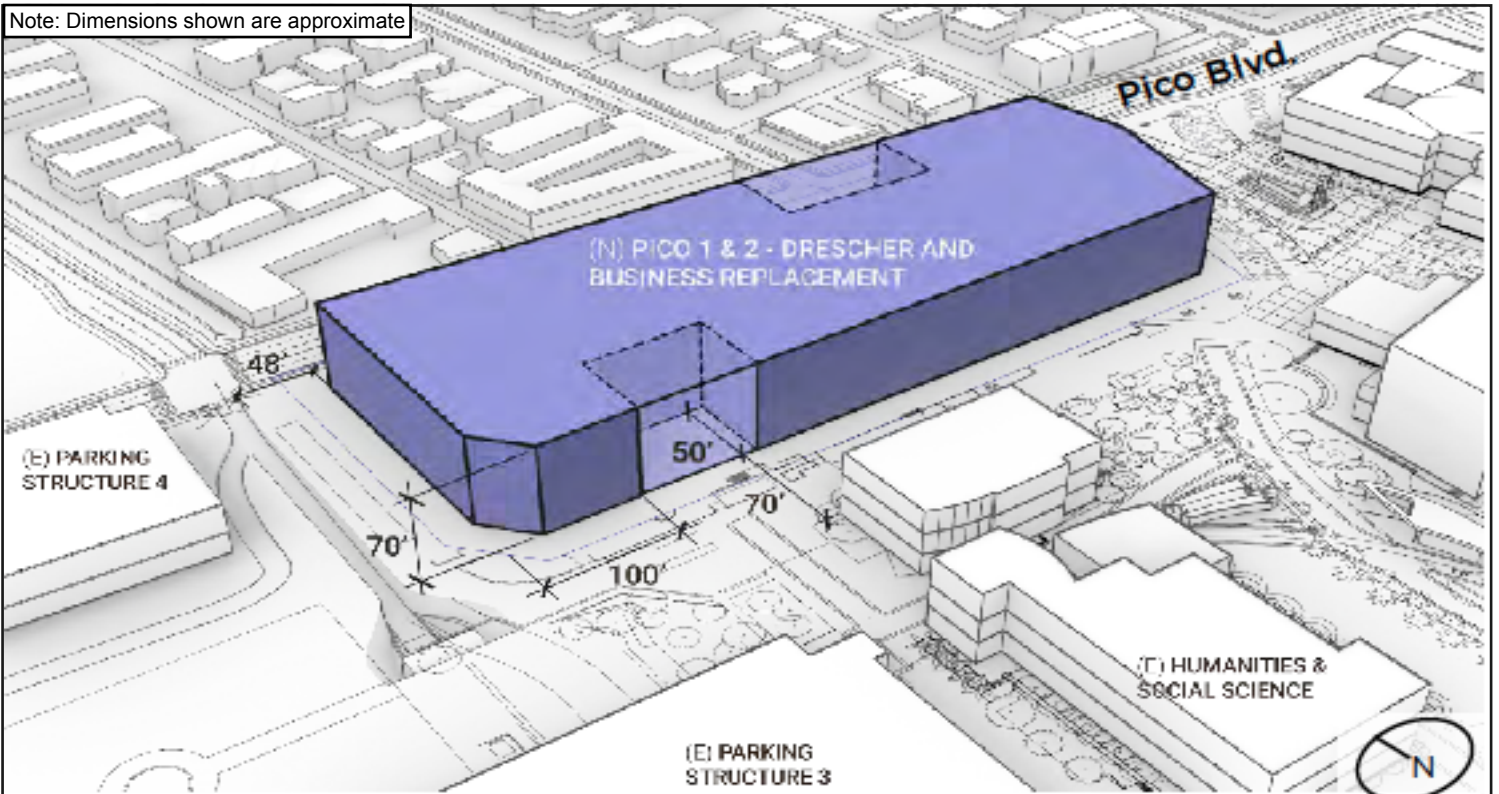 Note: Dimensions shown are approximate
Pico Blvd.
(N) PICO 1 & 2 - DRESCHER AND
BUSINESS REPLACEMENT
48'
(E) PARKING
STRUCTURE 4
50'
70'
70'
100'
(E) HUMANITIES &
SOCIAL SCIENCE
(E) PARKING
STRUCTURE 3
N